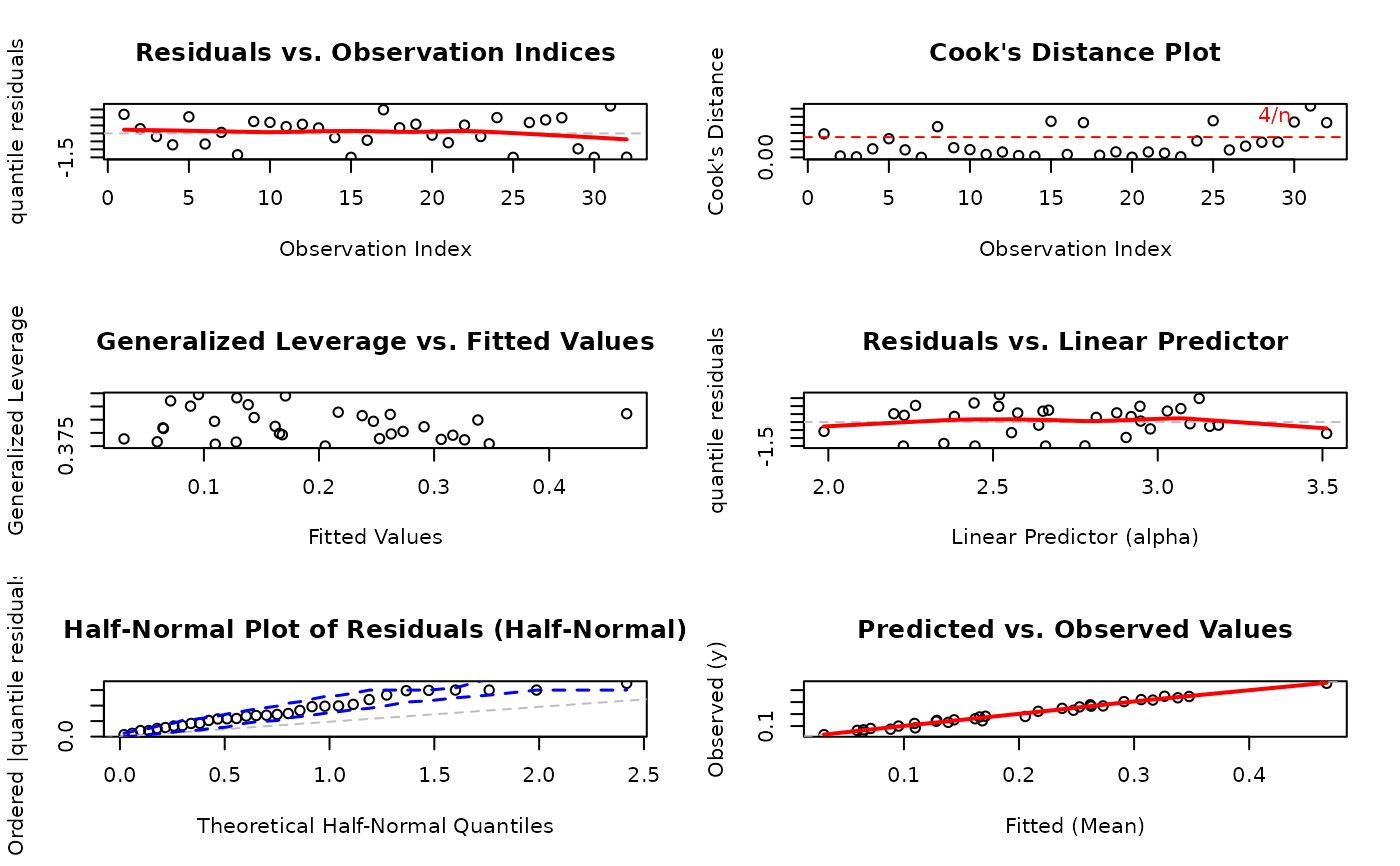 Residuals vs. Observation Indices
quantile residuals
-1.5
0 5 10 15 20 25 30
Observation Index
Cook's Distance Plot
Cook's Distance
0.00
4/n
0 5 10 15 20 25 30
Observation Index
Generalized Leverage vs. Fitted Values
Generalized Leverage
0.375
0.1 0.2 0.3 0.4
Fitted Values
Residuals vs. Linear Predictor
quantile residuals
-1.5
2.0 2.5 3.0 3.5
Linear Predictor (alpha)
Half-Normal Plot of Residuals (Half-Normal)
Ordered |quantile residuals
0.0
0.0 0.5 1.0 1.5 2.0 2.5
Theoretical Half-Normal Quantiles
Predicted vs. Observed Values
Observed (y)
0.1
0.1 0.2 0.3 0.4
Fitted (Mean)